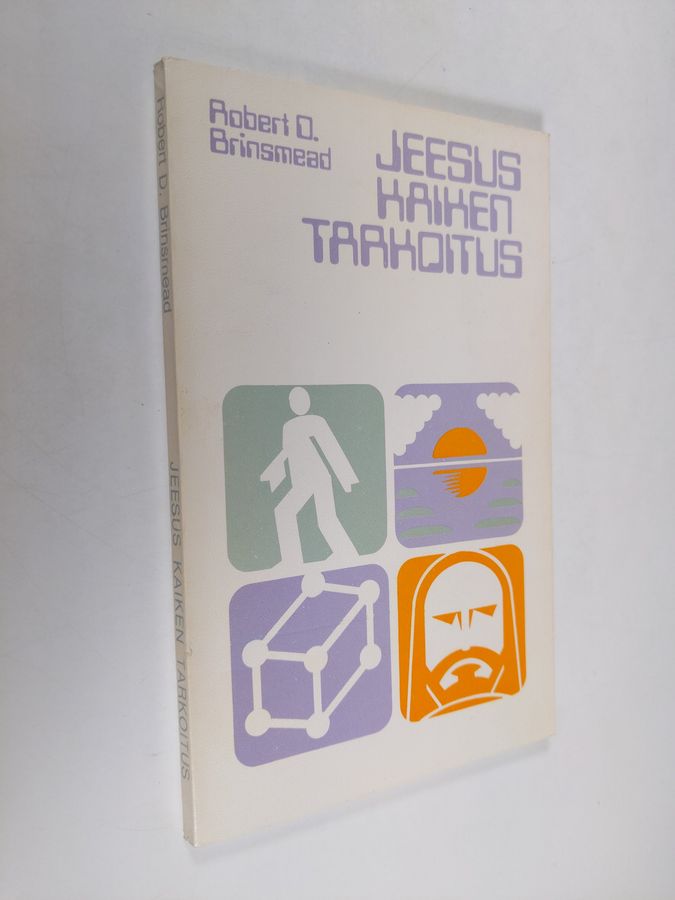 Robert D.
Brinsmead
JEESUS
KAIKEN
TARKOITUS
Robert D. Brinsmead
JEESUS KAIKEN TARKOITUS